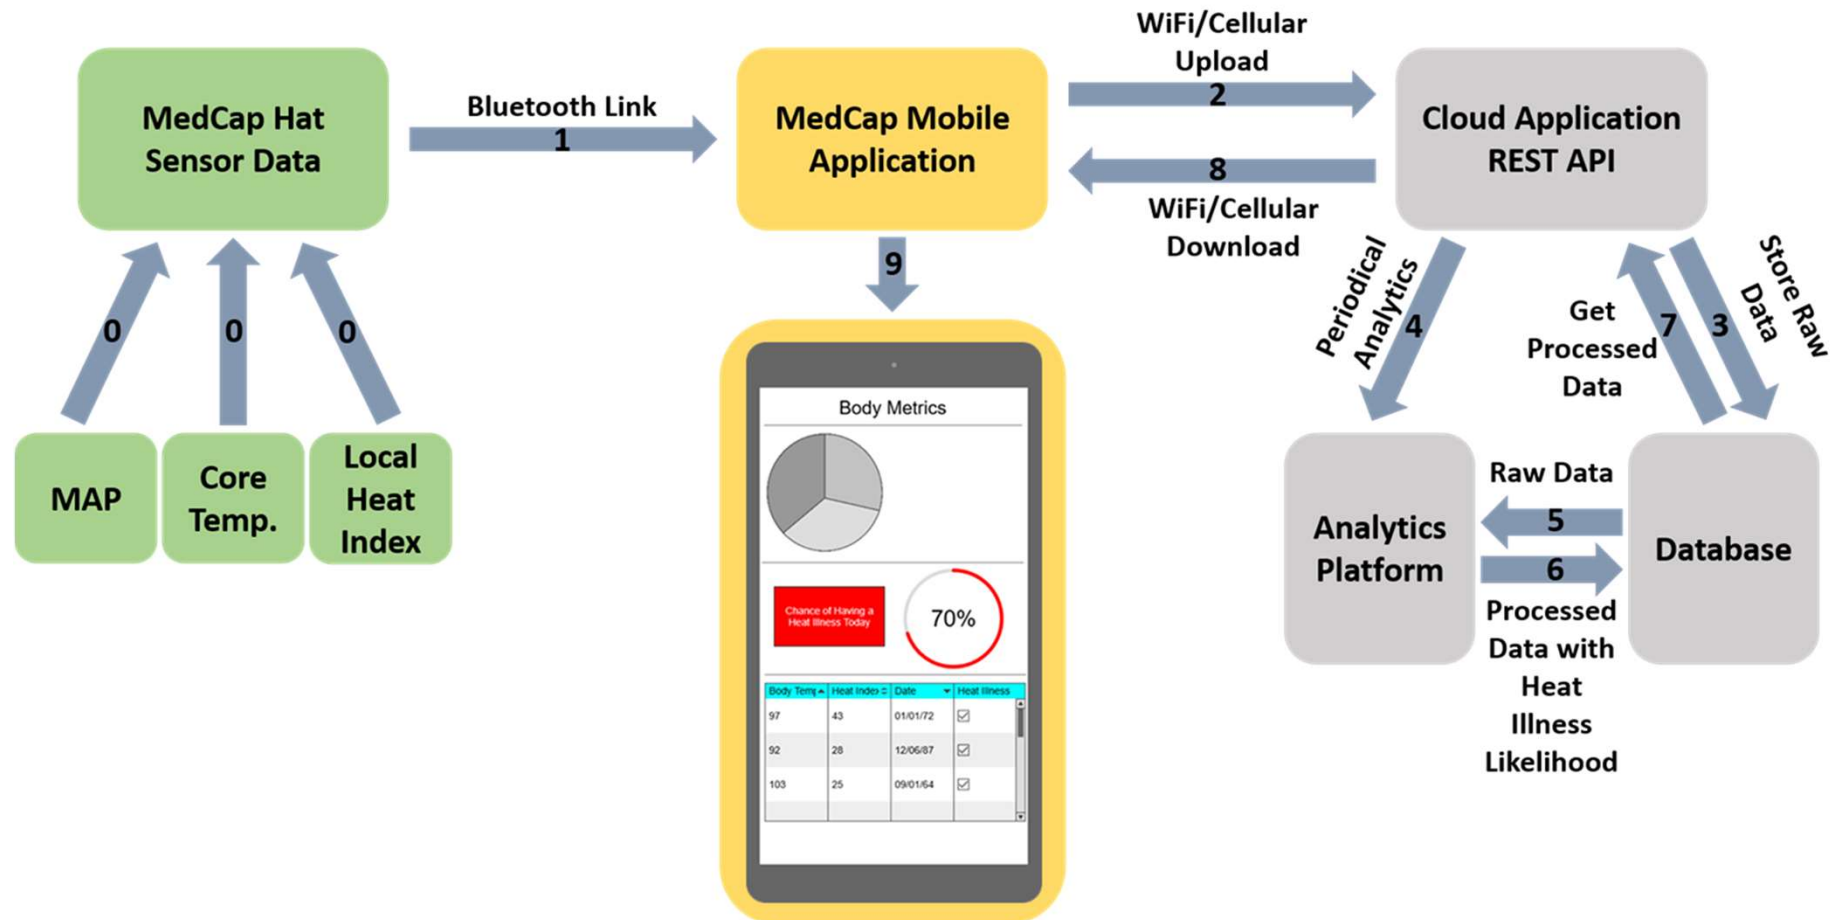 MedCap Hat
Sensor Data
Bluetooth Link
1
MedCap Mobile
Application
WiFi/Cellular
Upload
2
8
WiFi/Cellular
Download
Cloud Application
REST API
0
0
0
MAP
Core
Temp.
Local
Heat
Index
9
Body Metrics
Chance of Having a
Heat Illness Today
70%
Body Temp Heat Index Date Heat Illness
97 43 01/01/72
92 28 12/06/87
103 25 09/01/64
Periodical
Analytics
4
Get
Processed
Data
7
3
Store Raw
Data
Analytics
Platform
Raw Data
5
6
Processed
Data with
Heat
Illness
Likelihood
Database